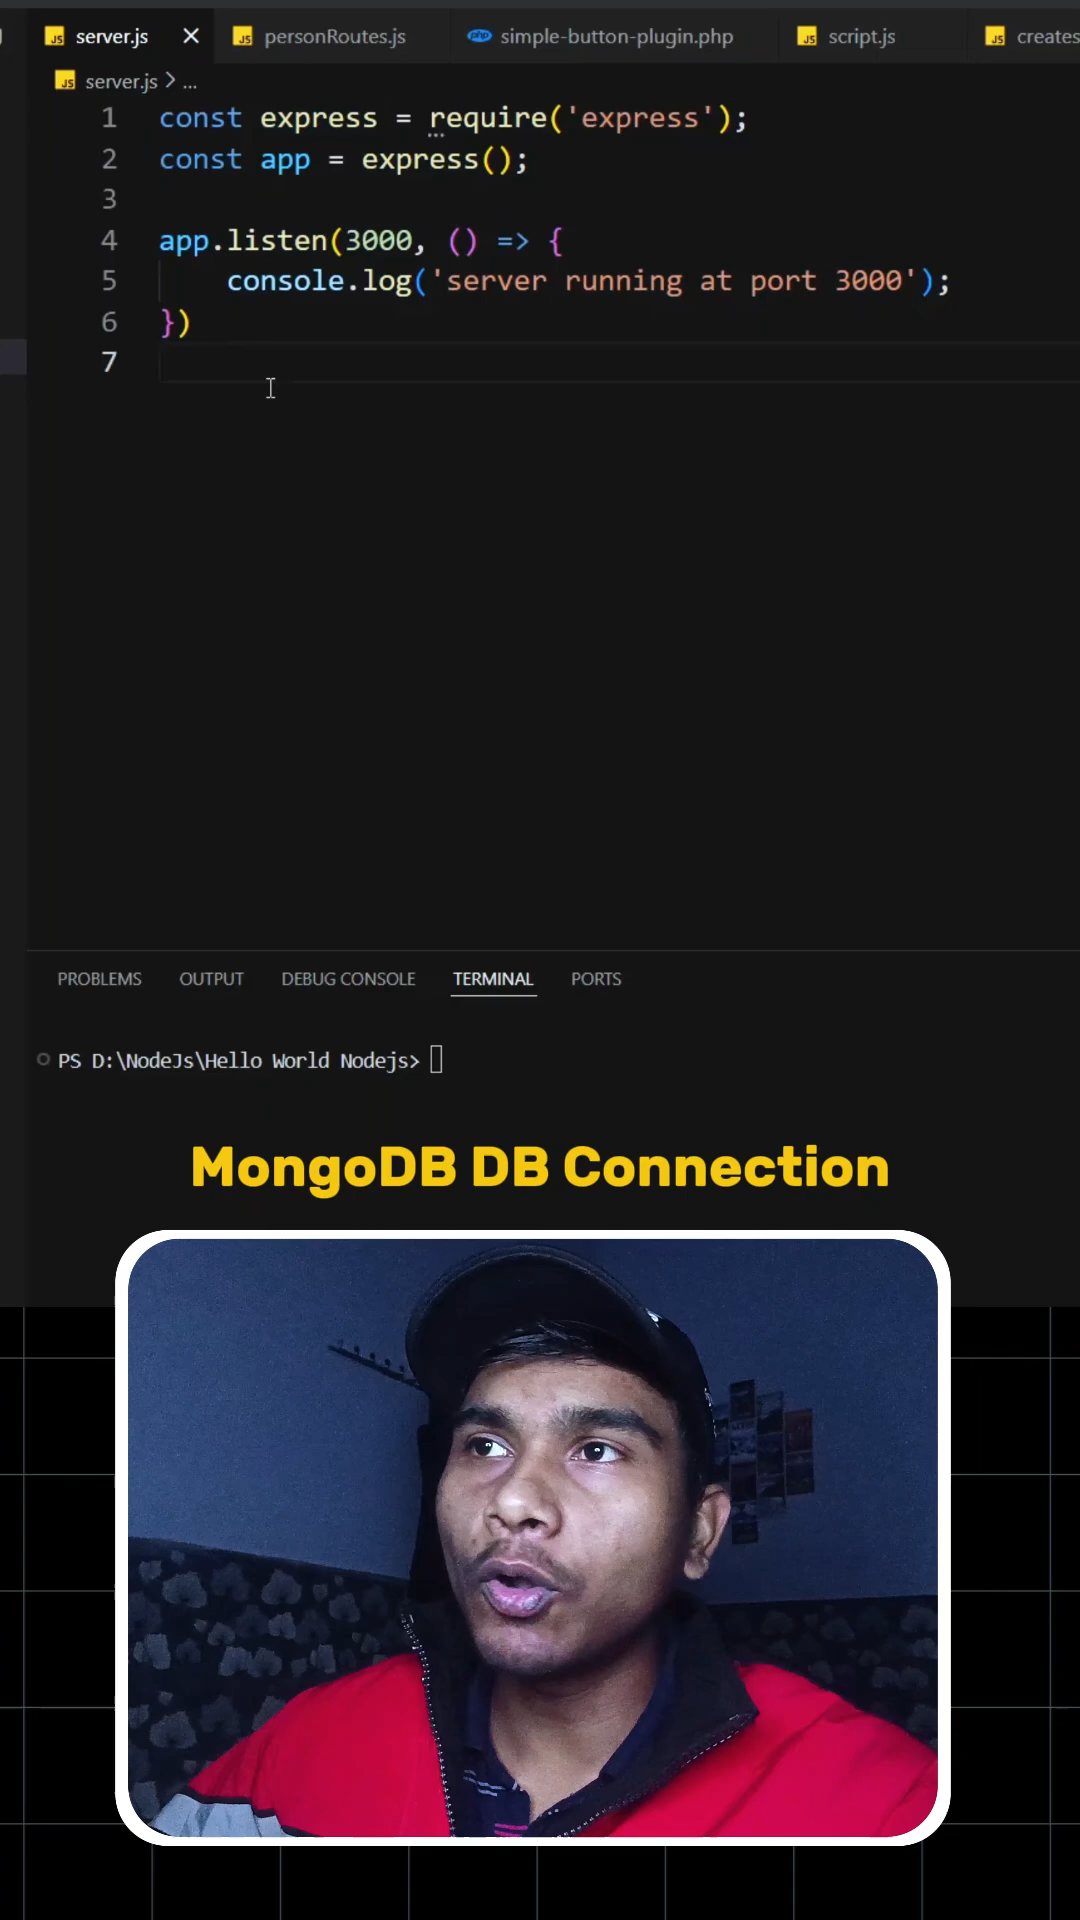 server.js
personRoutes.js
simple-button-plugin.php
script.js
creates
server.js > ...
1 const express = require('express');
2 const app = express();
3
4 app.listen(3000, () => {
5 console.log('server running at port 3000');
6 })
7
PROBLEMS OUTPUT DEBUG CONSOLE TERMINAL PORTS
PS D:\NodeJs\Hello World Nodejs>
MongoDB DB Connection